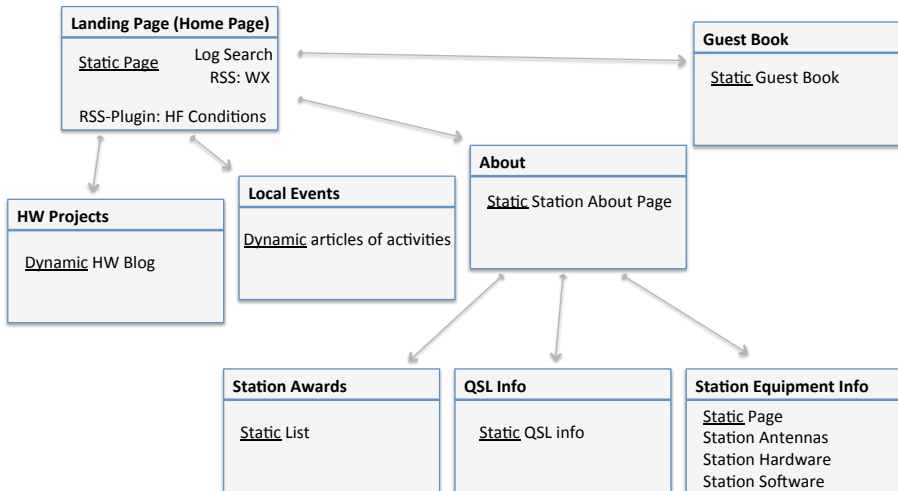 Landing Page (Home Page)
Static Page
Log Search
RSS: WX
RSS-Plugin: HF Conditions
Guest Book
Static Guest Book
About
Static Station About Page
Local Events
Dynamic articles of activities
HW Projects
Dynamic HW Blog
Station Awards
Static List
QSL Info
Static QSL info
Station Equipment Info
Static Page
Station Antennas
Station Hardware
Station Software